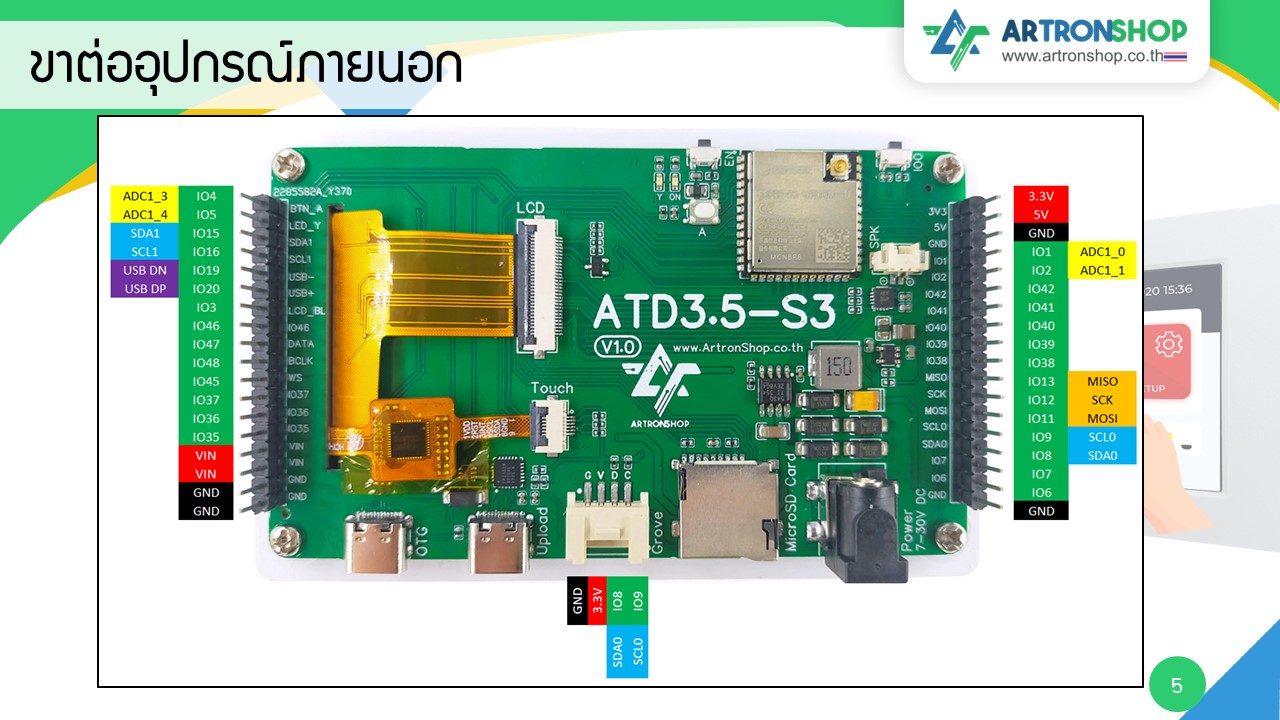 ขาต่ออุปกรณ์ภายนอก
ARTRONSHOP
www.artronshop.co.th
ADC1_3 IO4
ADC1_4 IO5
SDA1 IO15
SCL1 IO16
USB DN IO19
USB DP IO20
IO3
IO46
IO47
IO48
IO45
IO37
IO36
IO35
VIN
VIN
GND
GND
2285582A_Y370
BTN_A
LED_Y
SDA1
SCL1
USB-
USB+
LCD_BL
IO46
DATA
BCLK
WS
IO37
IO36
IO35
VIN
VIN
GND
GND
LCD
Touch
Y ON
A
EN
IO0
SPK
ATD3.5-S3
V1.0 www.ArtronShop.co.th
150
ARTRONSHOP
G V D C
OTG
Upload
Grove
MicroSD Card
Power
7-30V DC
3V3
5V
GND
IO1
IO2
IO42
IO41
IO40
IO39
IO38
MISO
SCK
MOSI
SCL0
SDA0
IO7
IO6
GND
3.3V
5V
GND
IO1 ADC1_0
IO2 ADC1_1
IO42
IO41
IO40
IO39
IO38
IO13 MISO
IO12 SCK
IO11 MOSI
IO9 SCL0
IO8 SDA0
IO7
IO6
GND
GND 3.3V IO8 IO9
SDA0 SCL0
20 15:36
TUP
5